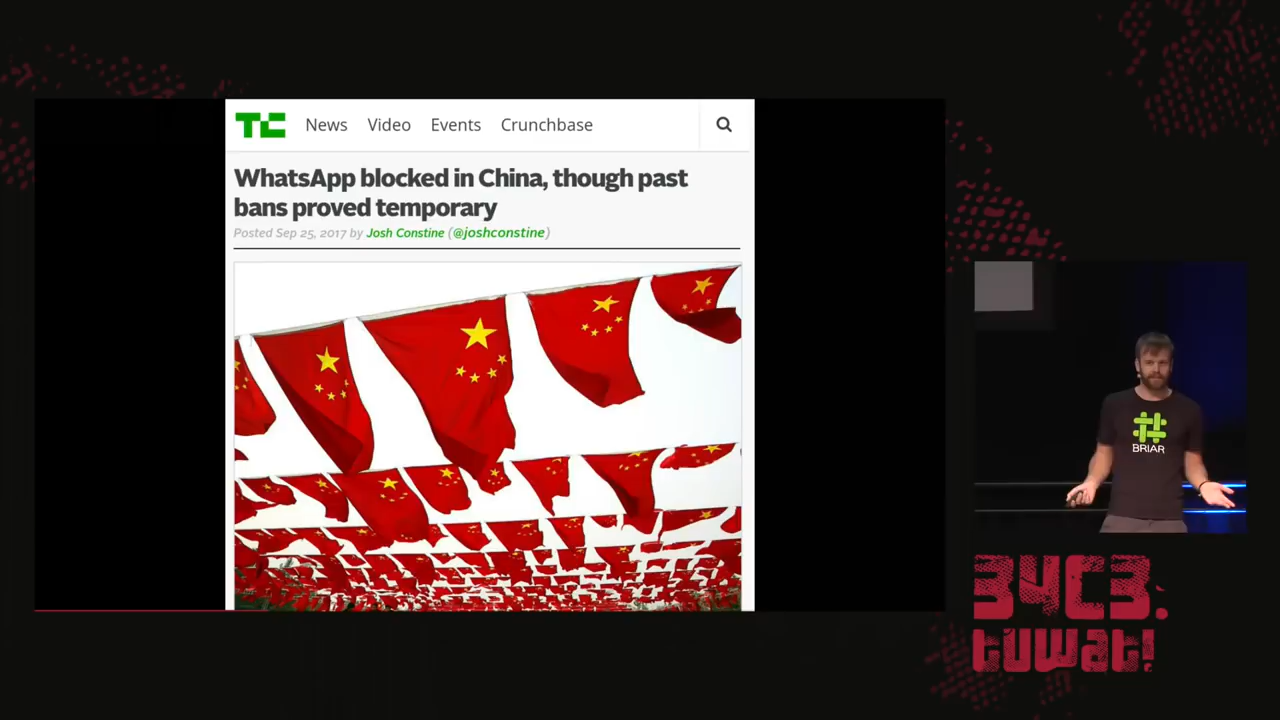 TC News Video Events Crunchbase
WhatsApp blocked in China, though past
bans proved temporary
Posted Sep 25, 2017 by Josh Constine (@joshconstine)
BRIAR
34C3:
tuwat!